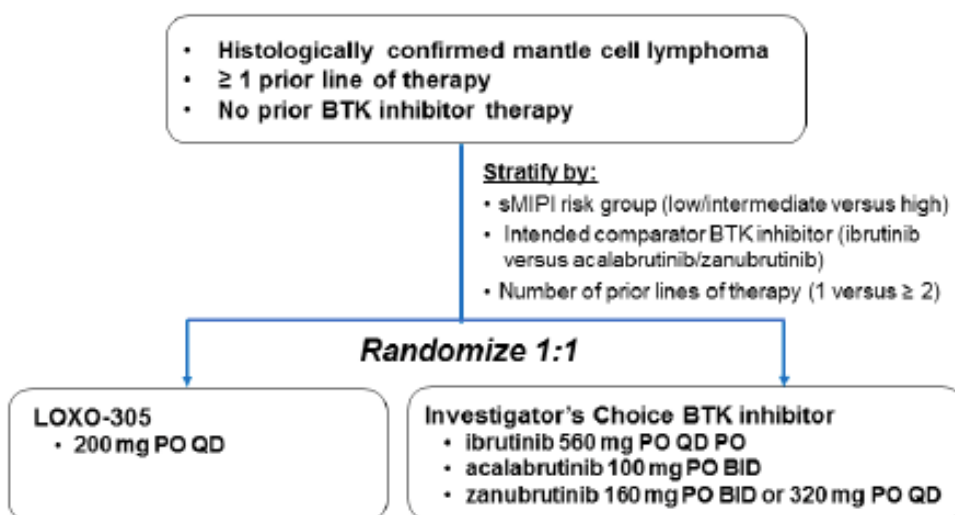 • Histologically confirmed mantle cell lymphoma
• ≥ 1 prior line of therapy
• No prior BTK inhibitor therapy
Stratify by:
• sMIPI risk group (low/intermediate versus high)
• Intended comparator BTK inhibitor (ibrutinib
versus acalabrutinib/zanubrutinib)
• Number of prior lines of therapy (1 versus ≥ 2)
Randomize 1:1
LOXO-305
• 200 mg PO QD
Investigator's Choice BTK inhibitor
• ibrutinib 560 mg PO QD PO
• acalabrutinib 100 mg PO BID
• zanubrutinib 160 mg PO BID or 320 mg PO QD